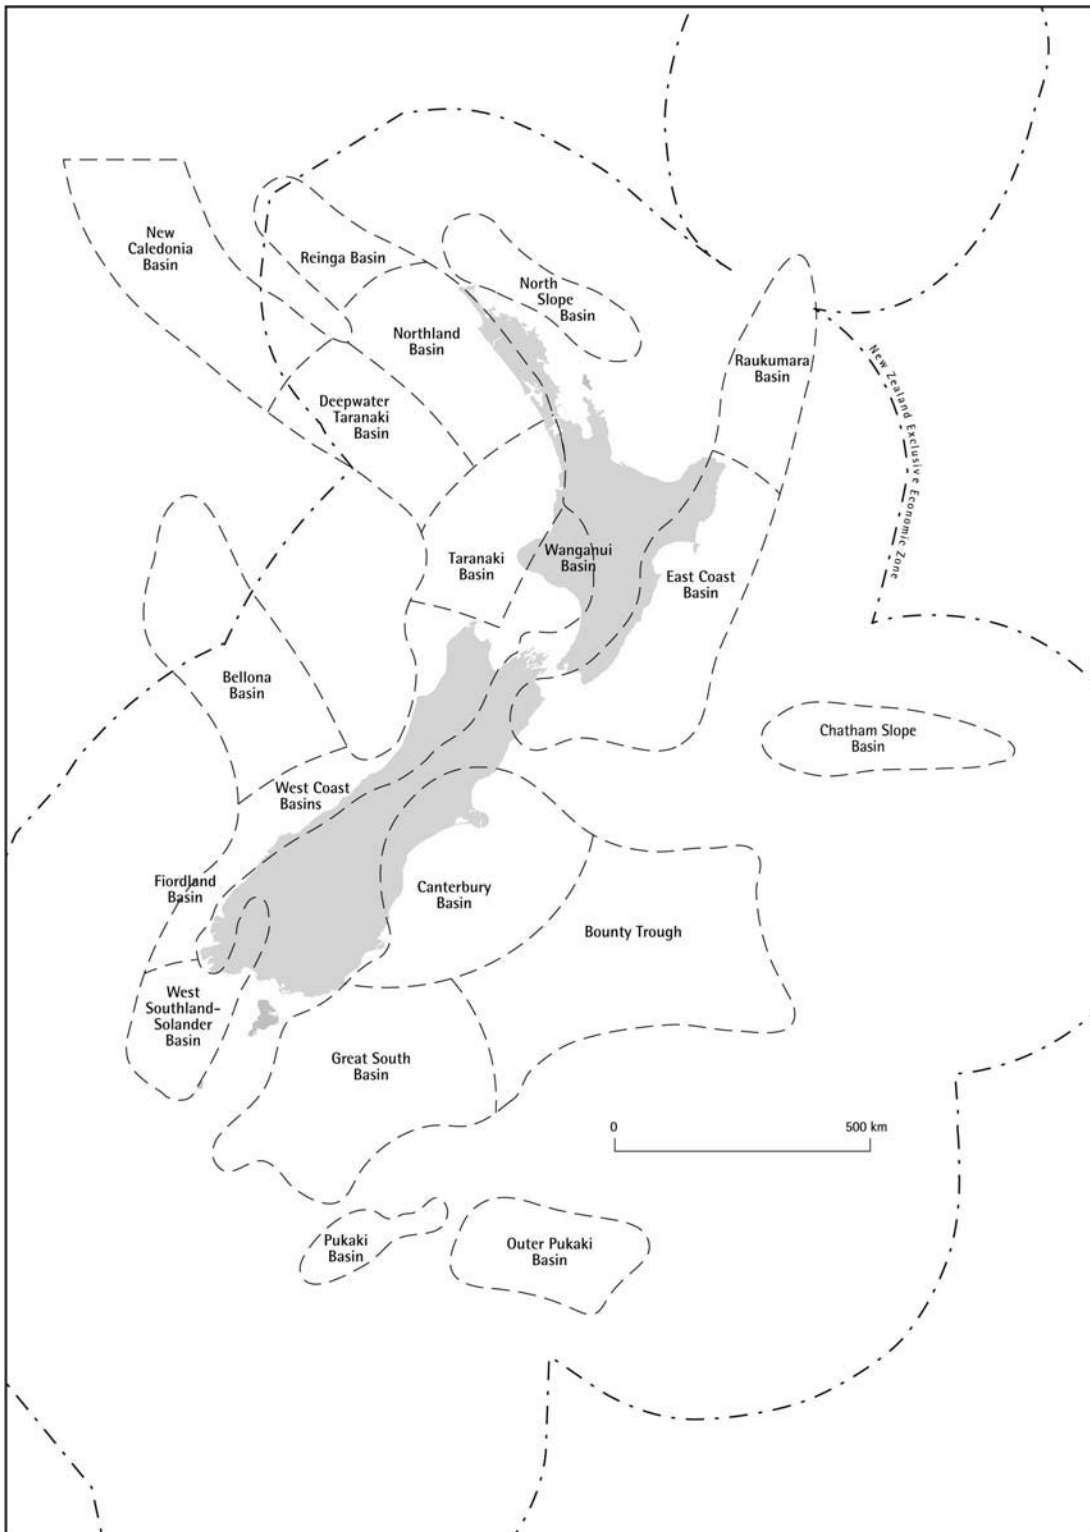 New
Caledonia
Basin
Reinga Basin
North
Slope
Basin
Northland
Basin
Raukumara
Basin
New Zealand Exclusive Economic Zone
Deepwater
Taranaki
Basin
Taranaki
Basin
Wanganui
Basin
East Coast
Basin
Bellona
Basin
Chatham Slope
Basin
West Coast
Basins
Fiordland
Basin
Canterbury
Basin
Bounty Trough
West
Southland-
Solander
Basin
Great South
Basin
0 500 km
Pukaki
Basin
Outer Pukaki
Basin